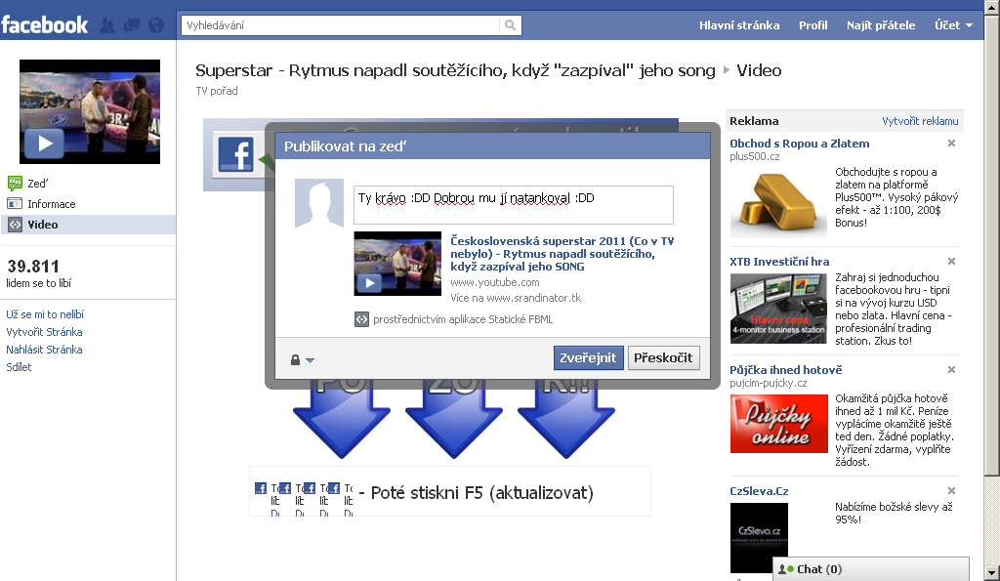 facebook
Vyhledávání
Hlavní stránka
Profil
Najít přátele
Účet
Superstar - Rytmus napadl soutěžícího, když "zazpíval" jeho song
Video
TV pořad
Zeď
Informace
Video
39.811
lidem se to líbí
Už se mi to nelíbí
Vytvořit Stránka
Nahlásit Stránka
Sdílet
Publikovat na zeď
Ty krávo :DD Dobrou mu jí natankoval :DD
Československá superstar 2011 (Co v TV
nebylo) - Rytmus napadl soutěžícího,
když zazpíval jeho SONG
www.youtube.com
Více na www.srandinator.tk
prostřednictvím aplikace Statické FBML
Zveřejnit
Přeskočit
- Poté stiskni F5 (aktualizovat)
Reklama
Vytvořit reklamu
Obchod s Ropou a Zlatem
plus500.cz
Obchodujte s ropou a
zlatem na platformě
Plus500™. Vysoký pákový
efekt - až 1:100, 200$
Bonus!
XTB Investiční hra
Zahraj si jednoduchou
facebookovou hru - tipni
si na vývoj kurzu USD
nebo zlata. Hlavní cena -
profesionální trading
station. Zkus to!
Hlavní cena
4-monitor business station
Půjčka ihned hotově
pujcim-pujcky.cz
Půjčky
online
Okamžitá půjčka hotově
ihned až 1 mil Kč. Peníze
vyplácíme okamžitě ještě
ted den. Žádné poplatky.
Vyřízení zdarma, vyplňte
žádost.
CzSleva.Cz
CzSleva.cz
Nabízíme božské slevy až
95%!
Chat (0)